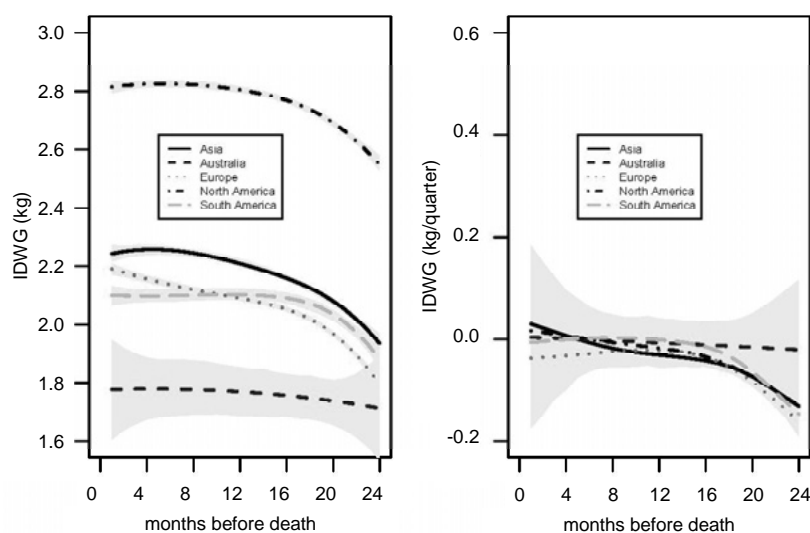 3.0
2.8
2.6
2.4
2.2
2.0
1.8
1.6
IDWG (kg)
Asia
Australia
Europe
North America
South America
0 4 8 12 16 20 24
months before death
0.6
0.4
0.2
0.0
-0.2
IDWG (kg/quarter)
Asia
Australia
Europe
North America
South America
0 4 8 12 16 20 24
months before death